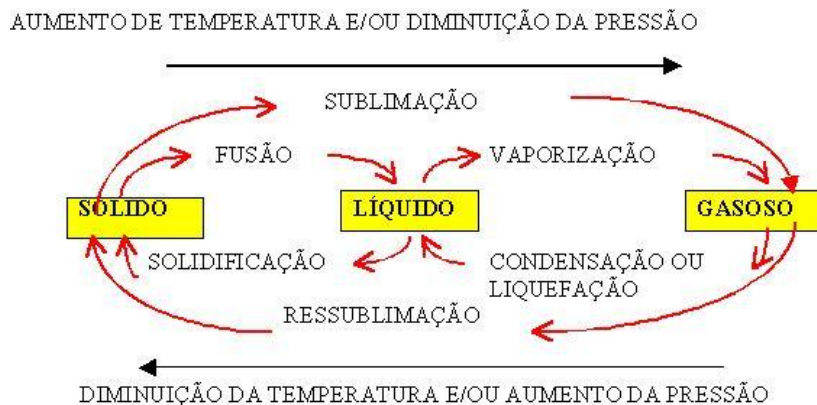 AUMENTO DE TEMPERATURA E/OU DIMINUIÇÃO DA PRESSÃO
SUBLIMAÇÃO
FUSÃO
VAPORIZAÇÃO
SÓLIDO
LÍQUIDO
GASOSO
SOLIDIFICAÇÃO
CONDENSAÇÃO OU
LIQUEFAÇÃO
RESSUBLIMAÇÃO
DIMINUIÇÃO DA TEMPERATURA E/OU AUMENTO DA PRESSÃO